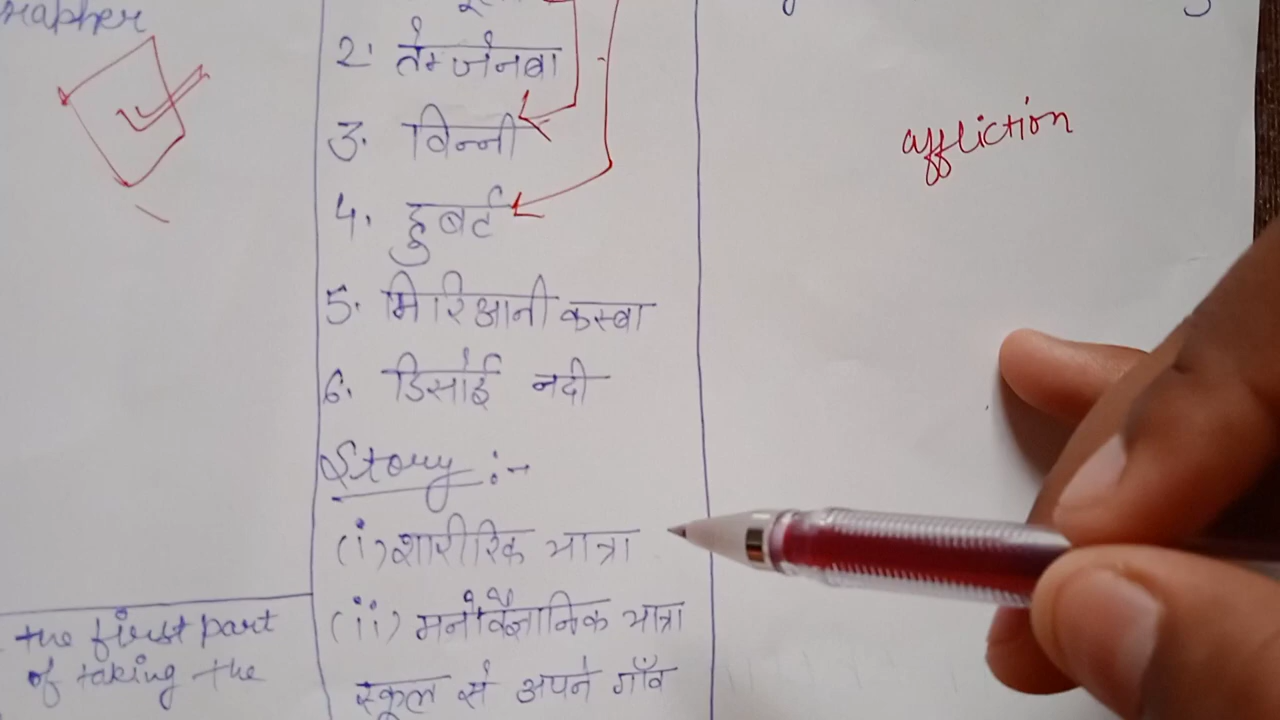 2. तेमजेनबा
3. विन्नी
4. हुबर्ट
5. मिरिआनी कस्बा
6. डिसोई नदी
Story :-
(i) शारीरिक यात्रा
(ii) मनोवैज्ञानिक यात्रा
स्कूल से अपने गाँव
the first part
of taking the
affliction